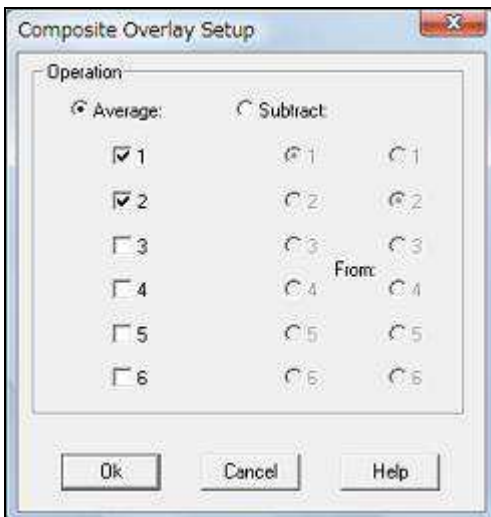 Composite Overlay Setup
Operation
Average: Subtract:
1 1 1
2 2 2
3 3 3
From:
4 4 4
5 5 5
6 6 6
Ok Cancel Help